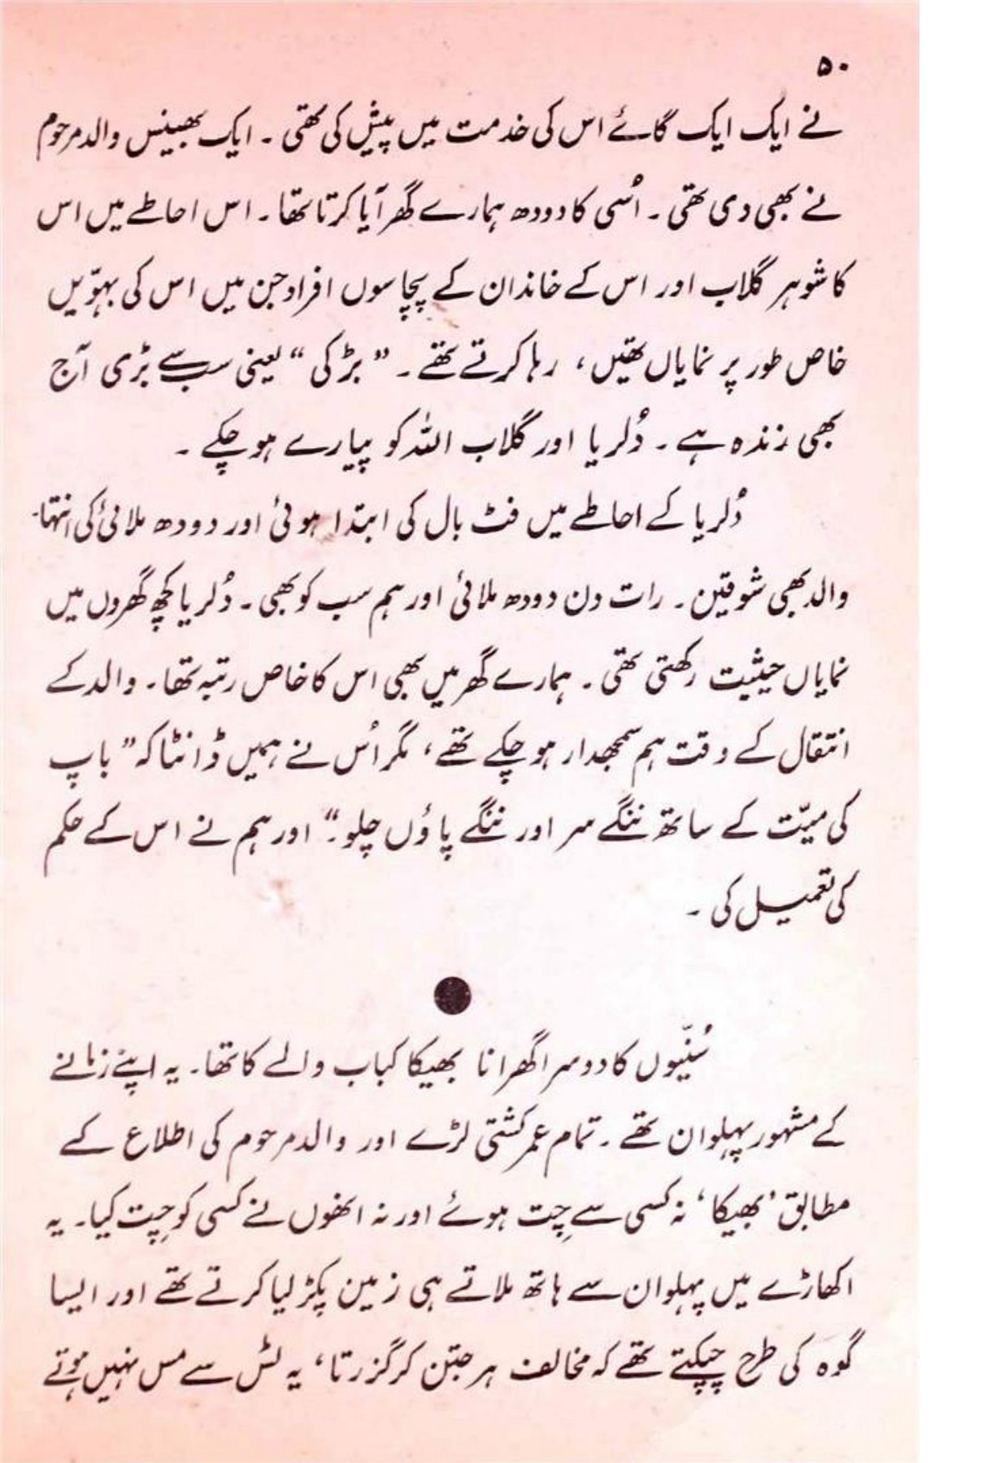 ۵۰
نے ایک ایک گائے اس کی خدمت میں پیش کی تھی ۔ ایک بھینس والد مرحوم
نے بھی دی تھی ۔ اُسی کا دودھ ہمارے گھر آیا کرتا تھا ۔ اس احاطے میں اس
کا شوہر گلاب اور اس کے خاندان کے پچاسوں افراد جن میں اس کی بہوّیں
خاص طور پر نمایاں تھیں، رہا کرتے تھے ۔ ”بڑکی“ یعنی سب سے بڑی آج
بھی زندہ ہے ۔ دُلریا اور گلاب اللہ کو پیارے ہو چکے ۔
دُلریا کے احاطے میں فٹ بال کی ابتدا ہوئی اور دودھ ملائی کی انتہا۔
والد بھی شوقین ۔ رات دن دودھ ملائی اور ہم سب کو بھی ۔ دُلریا کچھ گھروں میں
نمایاں حیثیت رکھتی تھی ۔ ہمارے گھر میں بھی اس کا خاص رتبہ تھا ۔ والد کے
انتقال کے وقت ہم سمجھدار ہو چکے تھے، مگر اُس نے ہمیں ڈانٹا کہ ”باپ
کی میّت کے ساتھ ننگے سر اور ننگے پاؤں چلو۔“ اور ہم نے اس کے حکم
کی تعمیل کی ۔
سُنّیوں کا دوسرا گھرانا بھیکا کباب والے کا تھا۔ یہ اپنے زمانے
کے مشہور پہلوان تھے ۔ تمام عمر کشتی لڑے اور والد مرحوم کی اطلاع کے
مطابق ’بھیکا‘ نہ کسی سے چِت ہوئے اور نہ انھوں نے کسی کو چِت کیا۔ یہ
اکھاڑے میں پہلوان سے ہاتھ ملاتے ہی زمین پکڑ لیا کرتے تھے اور ایسا
گوہ کی طرح چپکتے تھے کہ مخالف ہر جتن کر گزرتا، یہ لٹس سے مس نہیں ہوتے